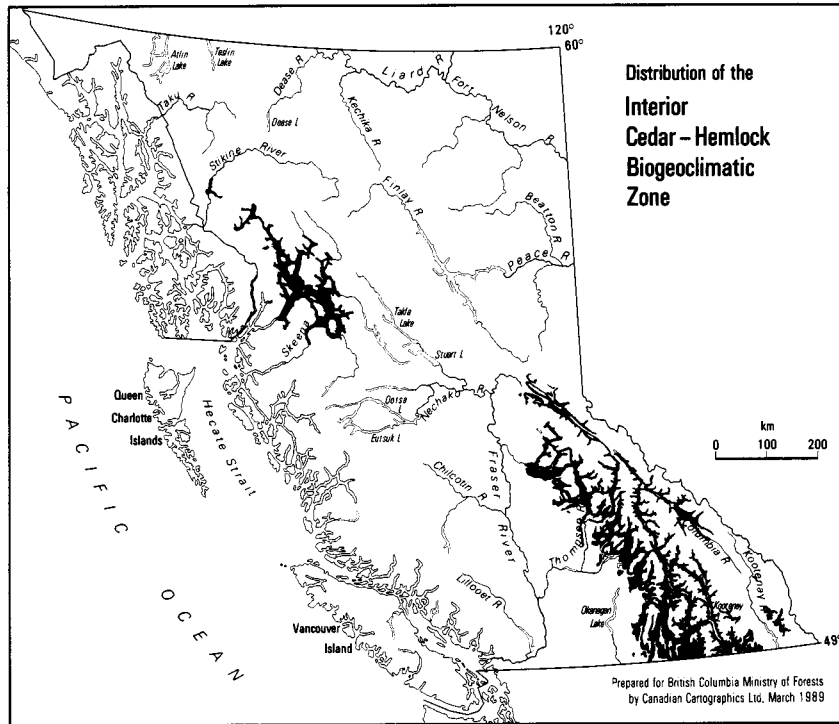 120°
60°
Distribution of the
Interior
Cedar – Hemlock
Biogeoclimatic
Zone
Atlin
Lake
Teslin
Lake
Taku R
Dease R
Dease L
Liard R
Fort Nelson R
Kechika R
Stikine River
Finlay R
Beatton R
Peace R
Takla
Lake
Skeena
Stuart L
Queen
Charlotte
Islands
Hecate Strait
PACIFIC OCEAN
Ootsa
L
Eutsuk L
Nechako R
Chilcotin R
Fraser River
Thompson
Columbia R
Kootenay
Kootenay
km
0 100 200
Lillooet R
Okanagan
Lake
Vancouver
Island
49°
Prepared for British Columbia Ministry of Forests
by Canadian Cartographics Ltd. March 1989